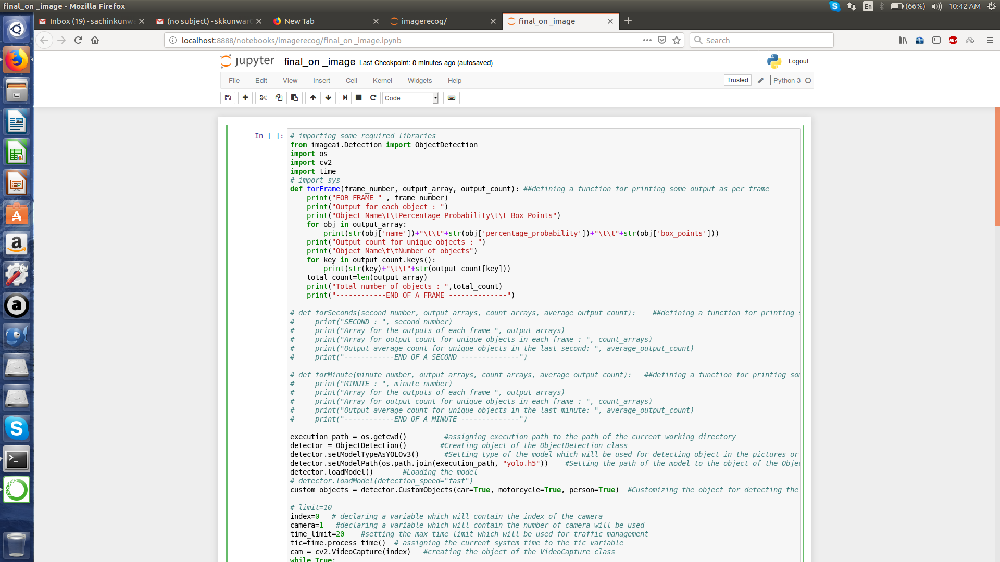 final_on _image - Mozilla Firefox
En
(66%)
10:42 AM
Inbox (19) - sachinkunwa
(no subject) - skkunwar
New Tab
imagerecog/
final_on _image
localhost:8888/notebooks/imagerecog/final_on _image.ipynb
Search
ABP
jupyter
final_on _image
Last Checkpoint: 8 minutes ago (autosaved)
Logout
File
Edit
View
Insert
Cell
Kernel
Widgets
Help
Trusted
Python 3
Code
In [ ]:
# importing some required libraries
from imageai.Detection import ObjectDetection
import os
import cv2
import time
# import sys
def forFrame(frame_number, output_array, output_count): ##defining a function for printing some output as per frame
    print("FOR FRAME " , frame_number)
    print("Output for each object : ")
    print("Object Name\t\tPercentage Probability\t\t Box Points")
    for obj in output_array:
        print(str(obj['name'])+"\t\t"+str(obj['percentage_probability'])+"\t\t"+str(obj['box_points']))
    print("Output count for unique objects : ")
    print("Object Name\t\tNumber of objects")
    for key in output_count.keys():
        print(str(key)+"\t\t"+str(output_count[key]))
    total_count=len(output_array)
    print("Total number of objects : ",total_count)
    print("------------END OF A FRAME --------------")
# def forSeconds(second_number, output_arrays, count_arrays, average_output_count):    ##defining a function for printing
#     print("SECOND : ", second_number)
#     print("Array for the outputs of each frame ", output_arrays)
#     print("Array for output count for unique objects in each frame : ", count_arrays)
#     print("Output average count for unique objects in the last second: ", average_output_count)
#     print("------------END OF A SECOND --------------")
# def forMinute(minute_number, output_arrays, count_arrays, average_output_count):   ##defining a function for printing som
#     print("MINUTE : ", minute_number)
#     print("Array for the outputs of each frame ", output_arrays)
#     print("Array for output count for unique objects in each frame : ", count_arrays)
#     print("Output average count for unique objects in the last minute: ", average_output_count)
#     print("------------END OF A MINUTE --------------")
execution_path = os.getcwd()         #assigning execution_path to the path of the current working directory
detector = ObjectDetection()        #Creating object of the ObjectDetection class
detector.setModelTypeAsYOLOv3()      #Setting type of the model which will be used for detecting object in the pictures or
detector.setModelPath(os.path.join(execution_path, "yolo.h5"))    #Setting the path of the model to the object of the Objec
detector.loadModel()       #Loading the model
# detector.loadModel(detection_speed="fast")
custom_objects = detector.CustomObjects(car=True, motorcycle=True, person=True)  #Customizing the object for detecting the
# limit=10
index=0   # declaring a variable which will contain the index of the camera
camera=1   #declaring a variable which will contain the number of camera will be used
time_limit=20    #setting the max time limit which will be used for traffic management
tic=time.process_time()  # assigning the current system time to the tic variable
cam = cv2.VideoCapture(index)   #creating the object of the VideoCapture class
while True: